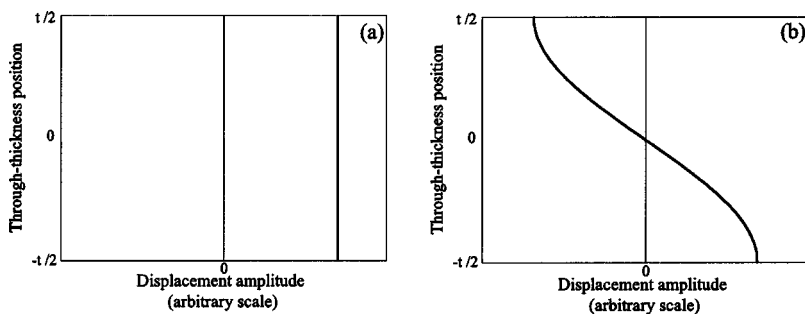 (a)
t/2
0
-t/2
Through-thickness position
0
Displacement amplitude
(arbitrary scale)
(b)
t/2
0
-t/2
Through-thickness position
0
Displacement amplitude
(arbitrary scale)